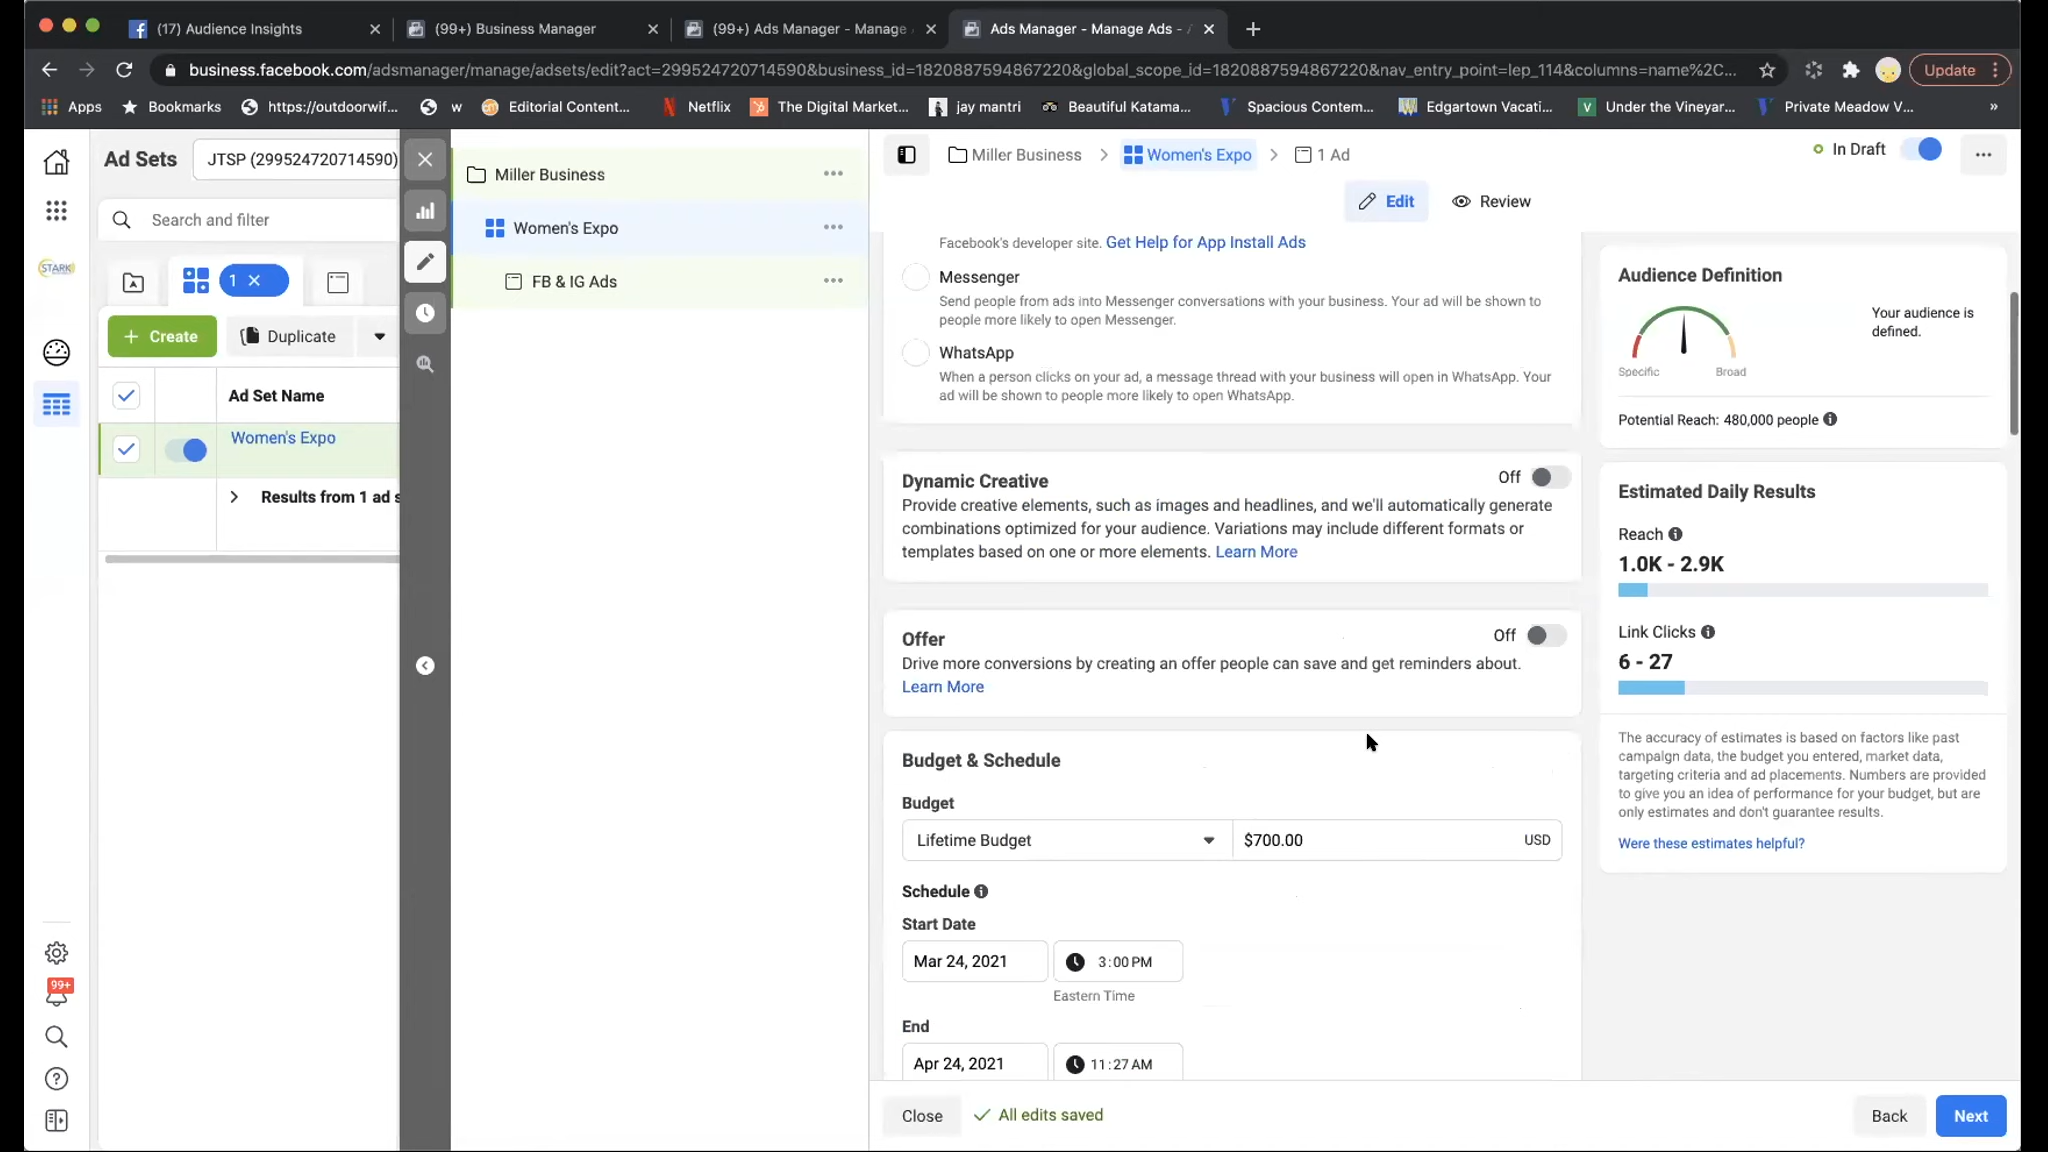 (17) Audience Insights
(99+) Business Manager
(99+) Ads Manager - Manage
Ads Manager - Manage Ads -
business.facebook.com/adsmanager/manage/adsets/edit?act=299524720714590&business_id=1820887594867220&global_scope_id=1820887594867220&nav_entry_point=lep_114&columns=name%2C...
Update
Apps
Bookmarks
https://outdoorwif...
w
Editorial Content...
Netflix
The Digital Market...
jay mantri
Beautiful Katama...
Spacious Contem...
Edgartown Vacati...
Under the Vineyar...
Private Meadow V...
»
Ad Sets
JTSP (299524720714590)
Search and filter
STARK
1
+ Create
Duplicate
Ad Set Name
Women's Expo
Results from 1 ad s
99+
Miller Business
Women's Expo
FB & IG Ads
Miller Business > Women's Expo > 1 Ad
In Draft
Edit
Review
Facebook's developer site. Get Help for App Install Ads
Messenger
Send people from ads into Messenger conversations with your business. Your ad will be shown to
people more likely to open Messenger.
WhatsApp
When a person clicks on your ad, a message thread with your business will open in WhatsApp. Your
ad will be shown to people more likely to open WhatsApp.
Dynamic Creative
Off
Provide creative elements, such as images and headlines, and we'll automatically generate
combinations optimized for your audience. Variations may include different formats or
templates based on one or more elements. Learn More
Offer
Off
Drive more conversions by creating an offer people can save and get reminders about.
Learn More
Budget & Schedule
Budget
Lifetime Budget
$700.00
USD
Schedule
Start Date
Mar 24, 2021
3:00 PM
Eastern Time
End
Apr 24, 2021
11:27 AM
Close
All edits saved
Back
Next
Audience Definition
Your audience is
defined.
Specific
Broad
Potential Reach: 480,000 people
Estimated Daily Results
Reach
1.0K - 2.9K
Link Clicks
6 - 27
The accuracy of estimates is based on factors like past
campaign data, the budget you entered, market data,
targeting criteria and ad placements. Numbers are provided
to give you an idea of performance for your budget, but are
only estimates and don't guarantee results.
Were these estimates helpful?